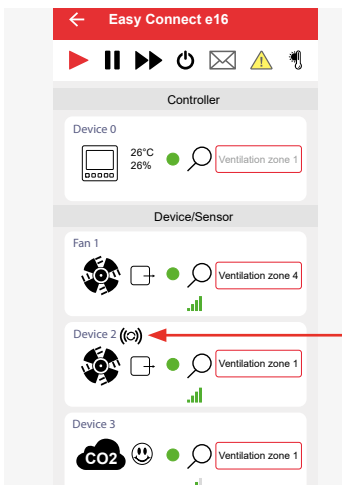 Easy Connect e16
Controller
Device 0
26°C
26%
Ventilation zone 1
Device/Sensor
Fan 1
Ventilation zone 4
Device 2
Ventilation zone 1
Device 3
CO2
Ventilation zone 1